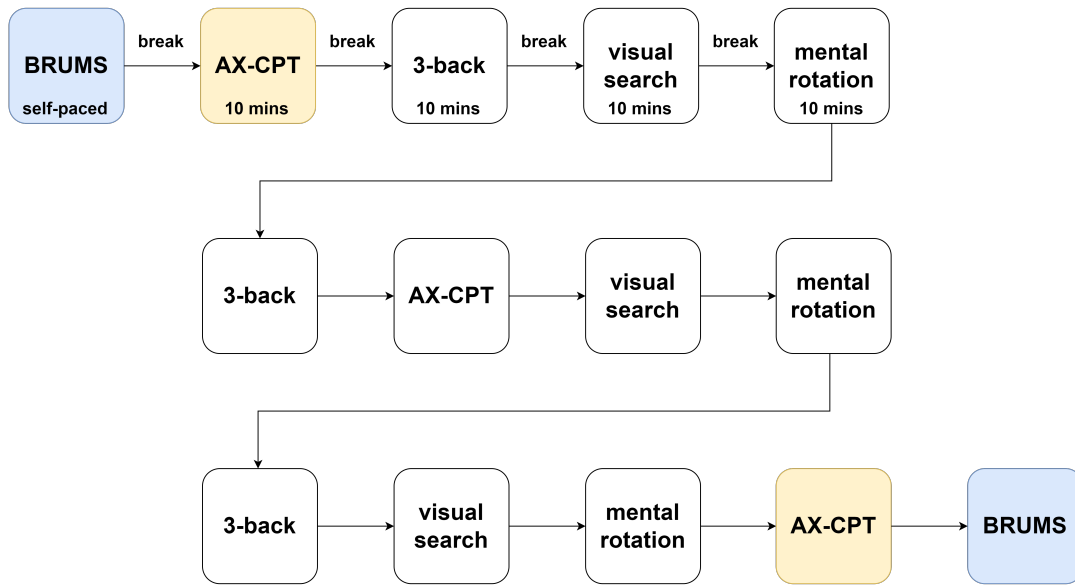 break
break
break
break
BRUMS
self-paced
AX-CPT
10 mins
3-back
10 mins
visual
search
10 mins
mental
rotation
10 mins
3-back
AX-CPT
visual
search
mental
rotation
3-back
visual
search
mental
rotation
AX-CPT
BRUMS